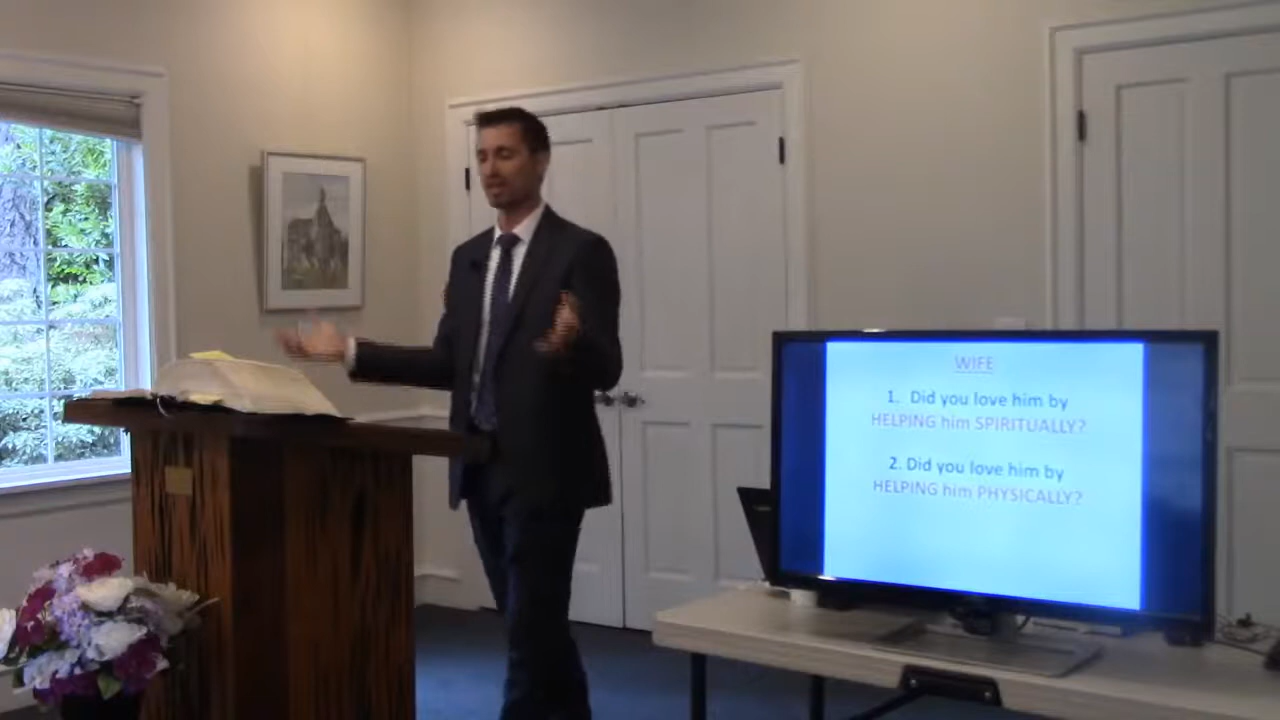 WIFE
1. Did you love him by
HELPING him SPIRITUALLY?
2. Did you love him by
HELPING him PHYSICALLY?